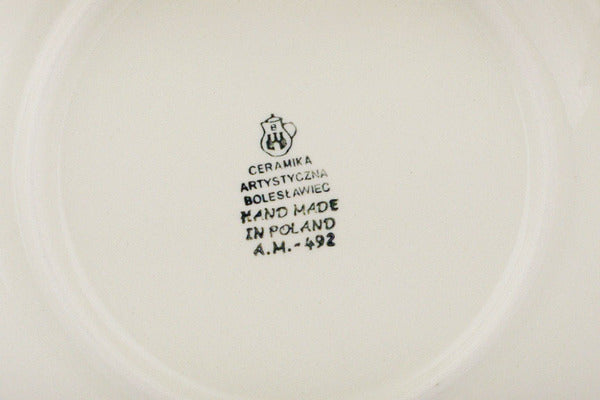 CERAMIKA
ARTYSTYCZNA
BOLESŁAWIEC
HAND MADE
IN POLAND
A.M.-492